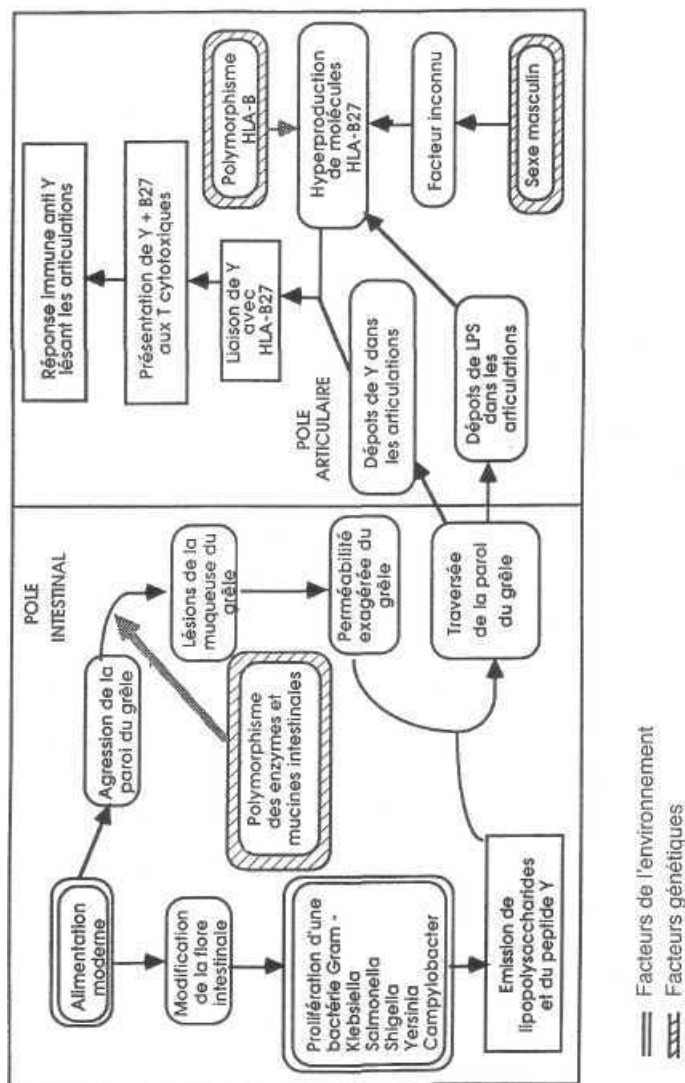 POLE
INTESTINAL
Alimentation
moderne
Agression de la
paroi du grêle
Modification
de la flore
intestinale
Lésions de la
muqueuse du
grêle
Polymorphisme
des enzymes et
mucines intestinales
Prolifération d'une
bactérie Gram -
Klebsiella
Salmonella
Shigella
Yersinia
Campylobacter
Perméabilité
exagérée du
grêle
Emission de
lipopolysaccharides
et du peptide Y
Traversée
de la paroi
du grêle
POLE
ARTICULAIRE
Réponse immune anti Y
lésant les articulations
Présentation de Y + B27
aux T cytotoxiques
Liaison de Y
avec
HLA-B27
Dépots de Y dans
les articulations
Dépôts de LPS
dans les
articulations
Polymorphisme
HLA-B
Hyperproduction
de molécules
HLA-B27
Facteur inconnu
Sexe masculin
Facteurs de l'environnement
Facteurs génétiques